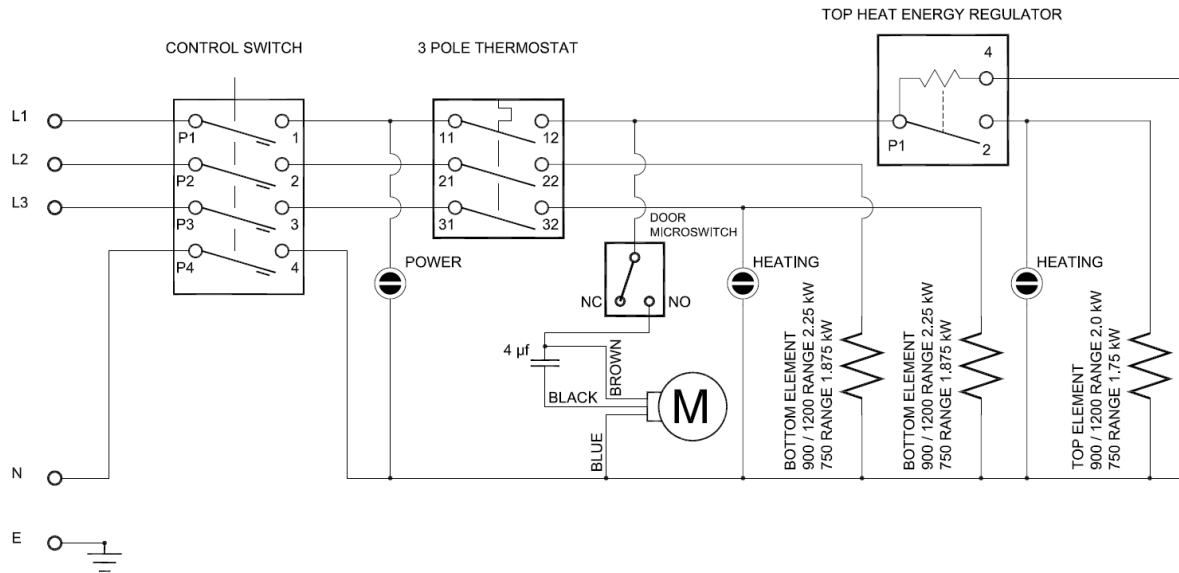 TOP HEAT ENERGY REGULATOR
CONTROL SWITCH
3 POLE THERMOSTAT
4
L1
P1
1
11
12
P1
2
L2
P2
2
21
22
L3
P3
3
31
32
P4
4
DOOR
MICROSWITCH
POWER
HEATING
HEATING
NC
NO
4 µf
BROWN
BLACK
M
BLUE
BOTTOM ELEMENT
900 / 1200 RANGE 2.25 kW
750 RANGE 1.875 kW
BOTTOM ELEMENT
900 / 1200 RANGE 2.25 kW
750 RANGE 1.875 kW
TOP ELEMENT
900 / 1200 RANGE 2.0 kW
750 RANGE 1.75 kW
N
E